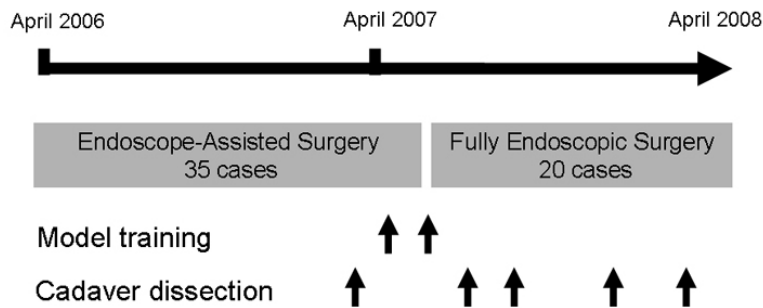 April 2006 April 2007 April 2008
Endoscope-Assisted Surgery
35 cases
Fully Endoscopic Surgery
20 cases
Model training
Cadaver dissection